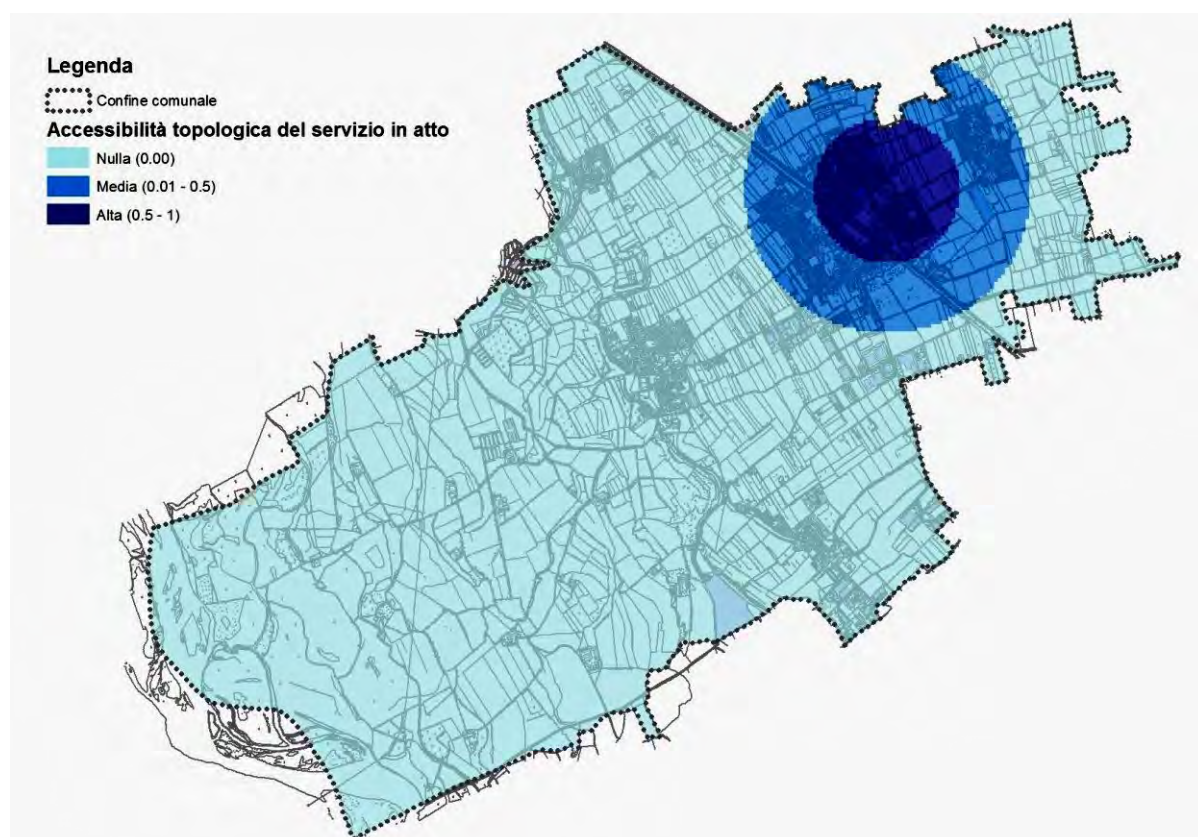 Legenda
Confine comunale
Accessibilità topologica del servizio in atto
Nulla (0.00)
Media (0.01 - 0.5)
Alta (0.5 - 1)